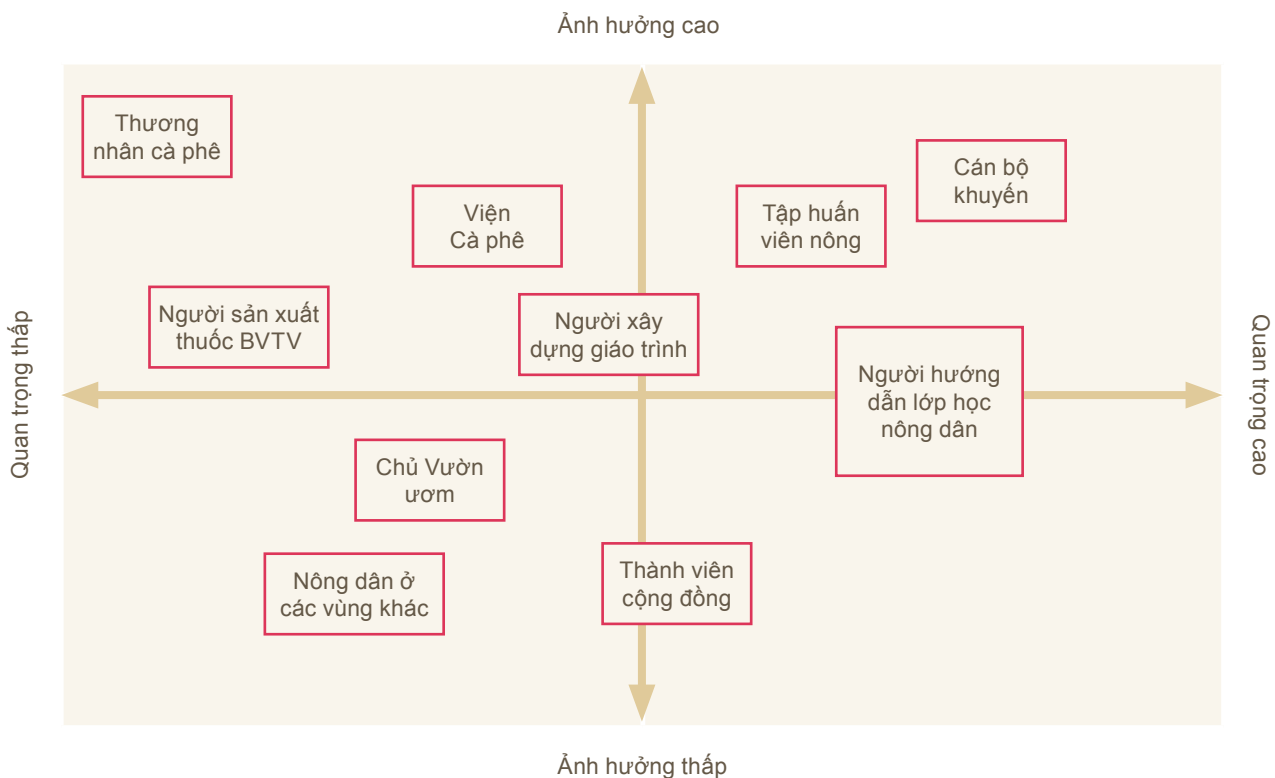 Ảnh hưởng cao
Thương
nhân cà phê
Cán bộ
khuyến
Viện
Cà phê
Tập huấn
viên nông
Người sản xuất
thuốc BVTV
Người xây
dựng giáo trình
Quan trọng thấp
Người hướng
dẫn lớp học
nông dân
Quan trọng cao
Chủ Vườn
ươm
Nông dân ở
các vùng khác
Thành viên
cộng đồng
Ảnh hưởng thấp